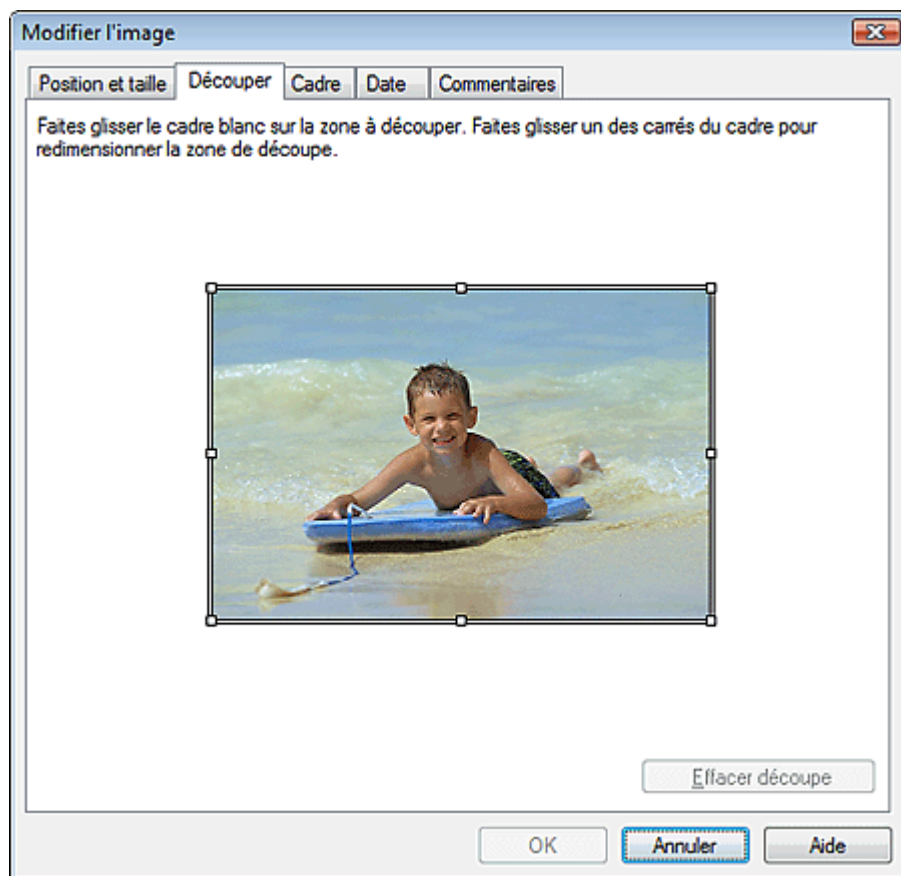 Modifier l'image
Position et taille
Découper
Cadre
Date
Commentaires
Faites glisser le cadre blanc sur la zone à découper. Faites glisser un des carrés du cadre pour
redimensionner la zone de découpe.
Effacer découpe
OK
Annuler
Aide